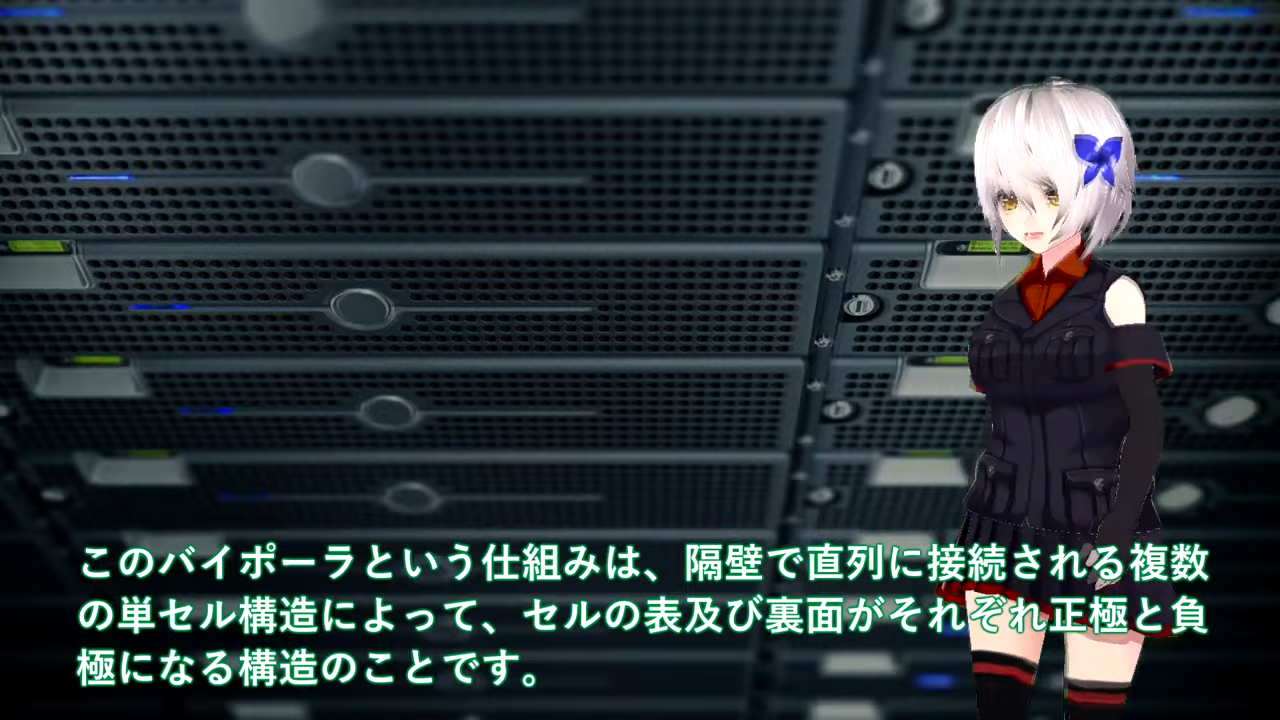 このバイポーラという仕組みは、隔壁で直列に接続される複数
の単セル構造によって、セルの表及び裏面がそれぞれ正極と負
極になる構造のことです。